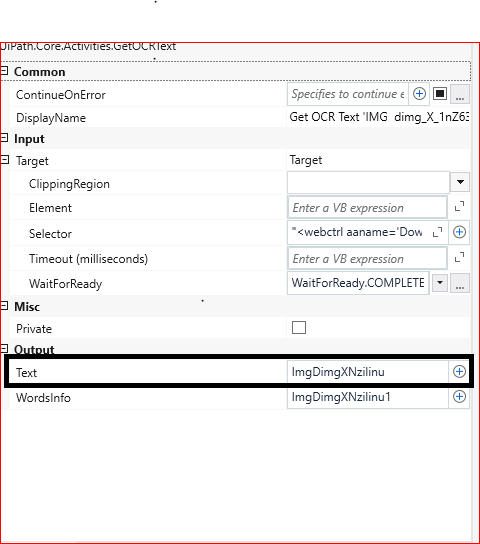 UiPath.Core.Activities.GetOCRText
Common
ContinueOnError Specifies to continue e ...
DisplayName Get OCR Text 'IMG dimg_X_1nZ63
Input
Target Target
ClippingRegion
Element Enter a VB expression
Selector "<webctrl aaname='Dow
Timeout (milliseconds) Enter a VB expression
WaitForReady WaitForReady.COMPLETE ...
Misc
Private
Output
Text ImgDimgXNzilinu
WordsInfo ImgDimgXNzilinu1